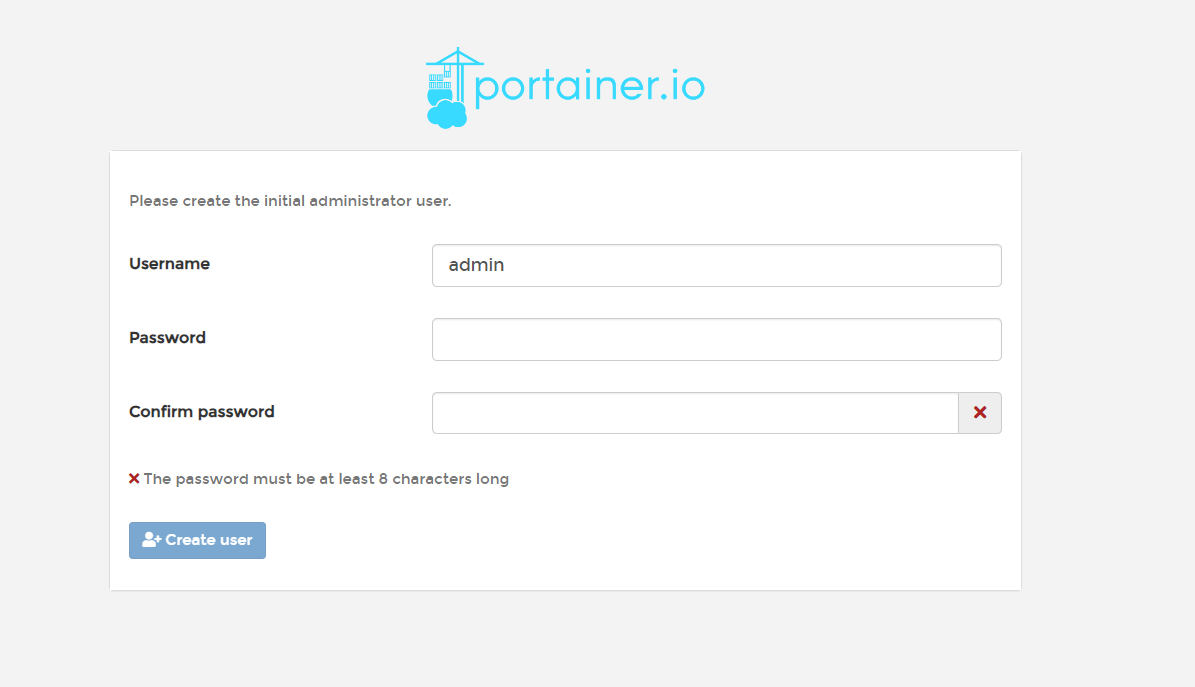 portainer.io
Please create the initial administrator user.
Username
admin
Password
Confirm password
The password must be at least 8 characters long
Create user